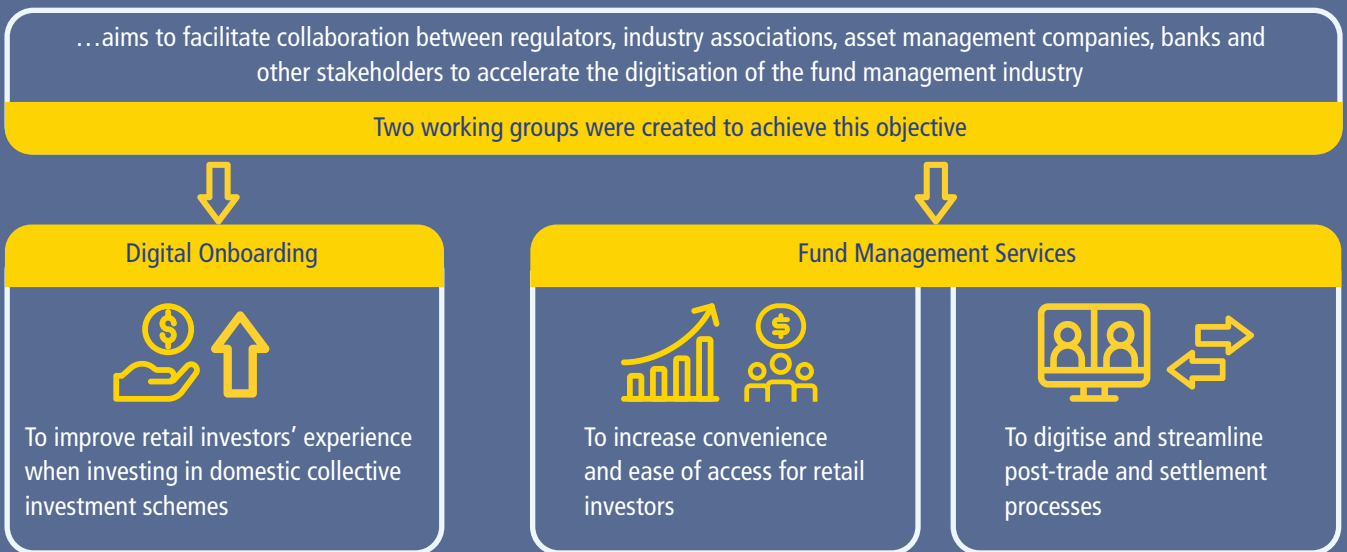 …aims to facilitate collaboration between regulators, industry associations, asset management companies, banks and
other stakeholders to accelerate the digitisation of the fund management industry
Two working groups were created to achieve this objective
Digital Onboarding
To improve retail investors’ experience
when investing in domestic collective
investment schemes
Fund Management Services
To increase convenience
and ease of access for retail
investors
To digitise and streamline
post-trade and settlement
processes